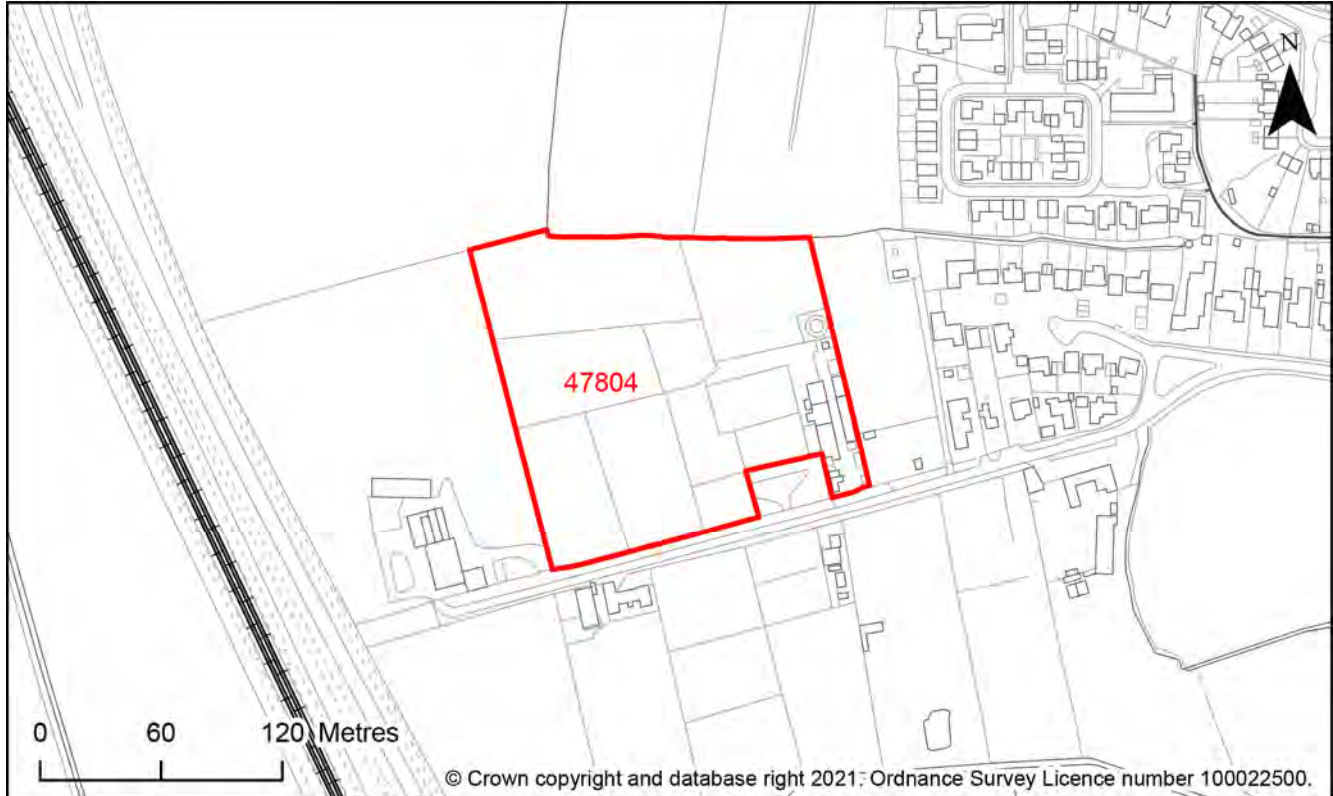 N
47804
0 60 120 Metres
© Crown copyright and database right 2021. Ordnance Survey Licence number 100022500.